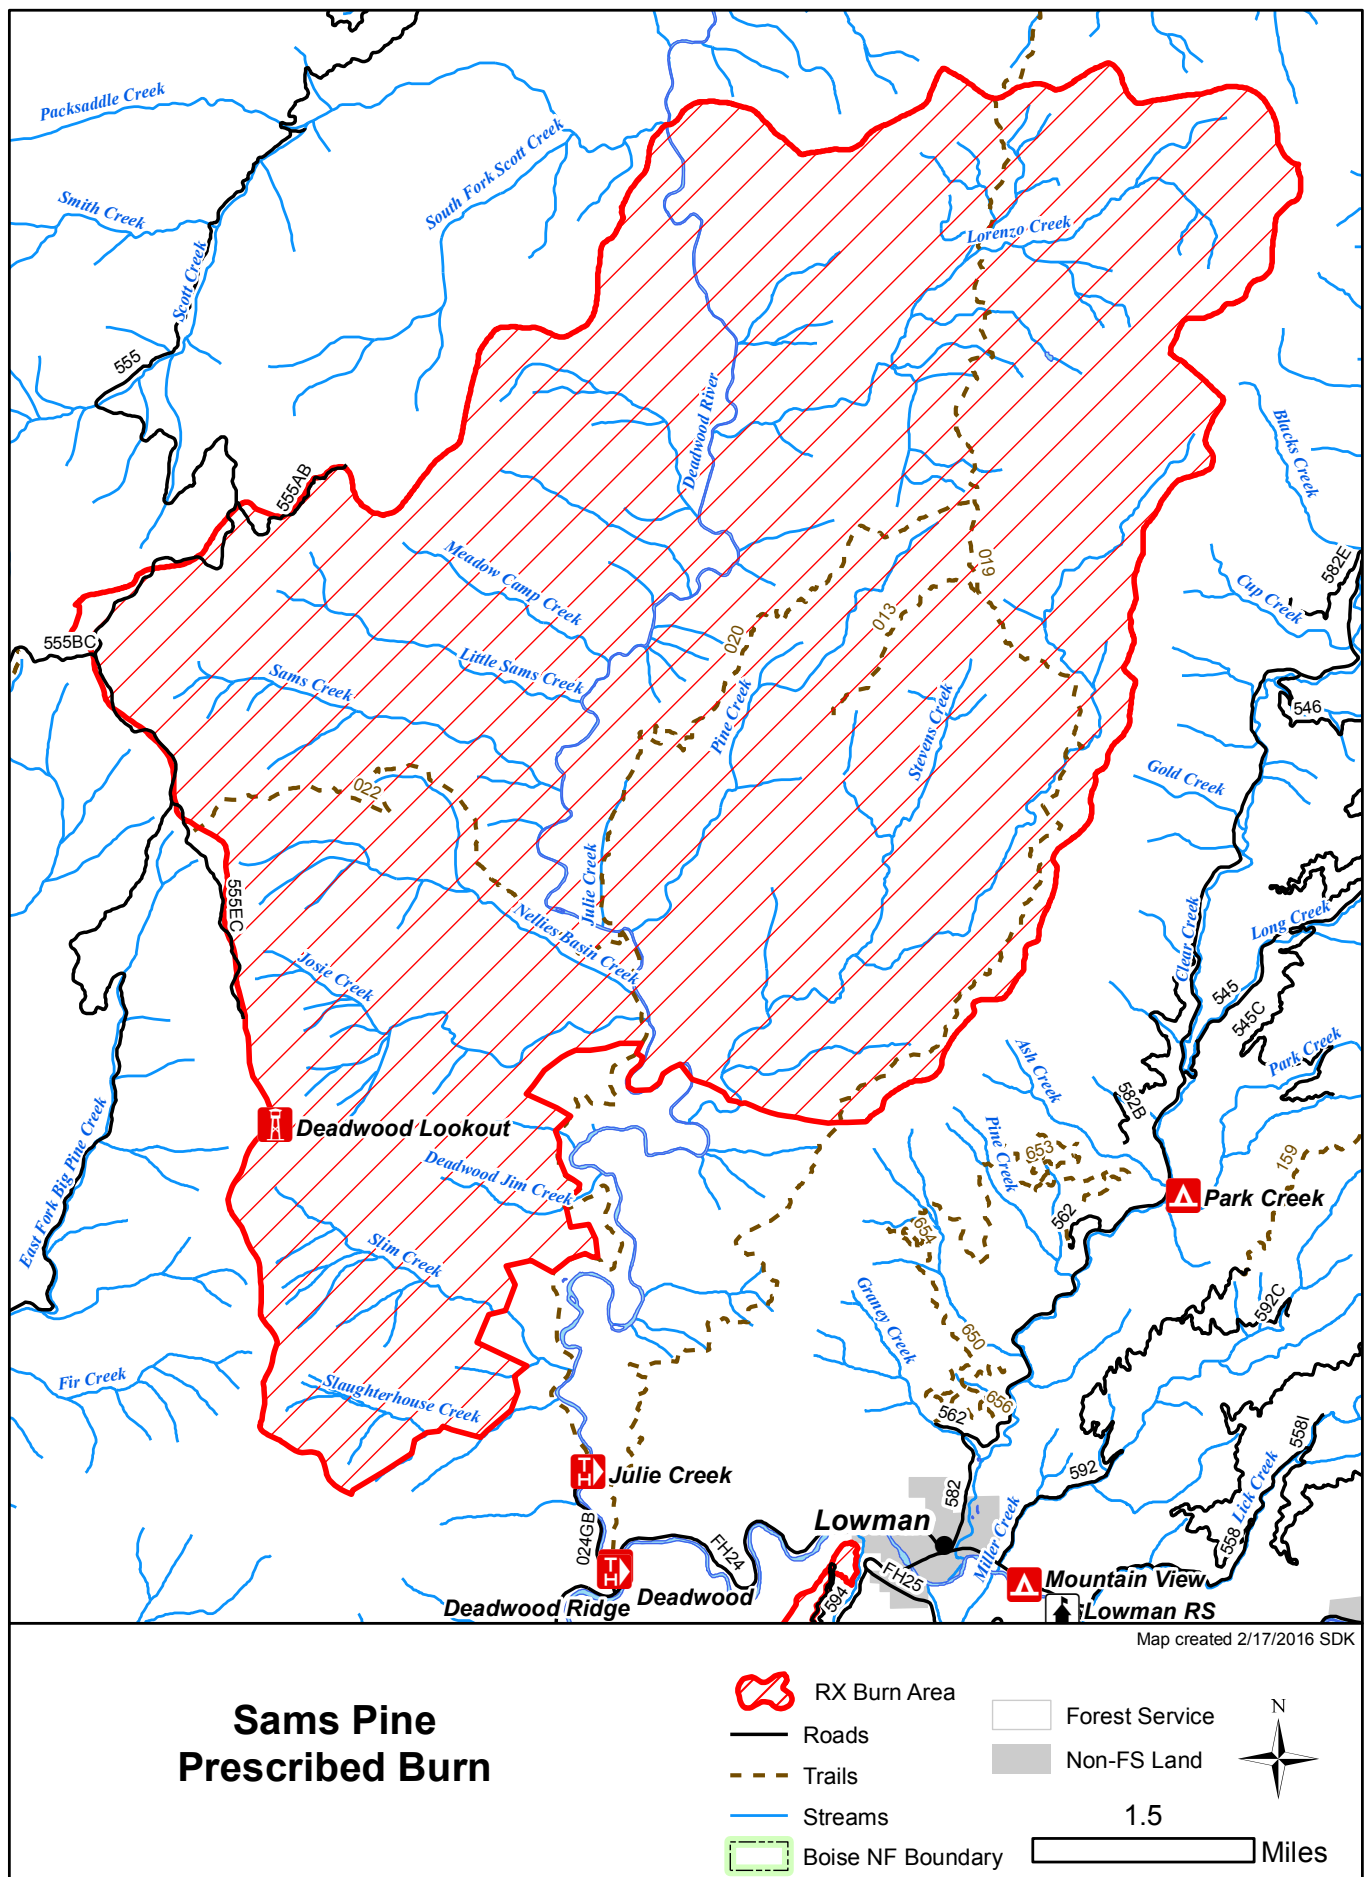 Packsaddle Creek
Smith Creek
Scott Creek
South Fork Scott Creek
Lorenzo Creek
555
Deadwood River
Blacks Creek
555AB
Meadow Camp Creek
019
582E
Cup Creek
013
020
555BC
Little Sams Creek
Sams Creek
Pine Creek
Stevens Creek
546
Gold Creek
022
555EC
Julie Creek
Nellies Basin Creek
Long Creek
Clear Creek
Josie Creek
545
545C
Ash Creek
Park Creek
582B
Deadwood Lookout
Pine Creek
653
159
East Fork Big Pine Creek
Deadwood Jim Creek
Park Creek
562
654
Slim Creek
Graney Creek
592C
650
Fir Creek
Slaughterhouse Creek
656
562
558I
T
H
Julie Creek
592
582
Lick Creek
Lowman
024GB
FH24
Miller Creek
558
T
H
Deadwood
FH25
594
Mountain View
Deadwood Ridge
Lowman RS
Map created 2/17/2016 SDK
Sams Pine
Prescribed Burn
RX Burn Area
Roads
Trails
Streams
Boise NF Boundary
Forest Service
Non-FS Land
N
1.5
Miles